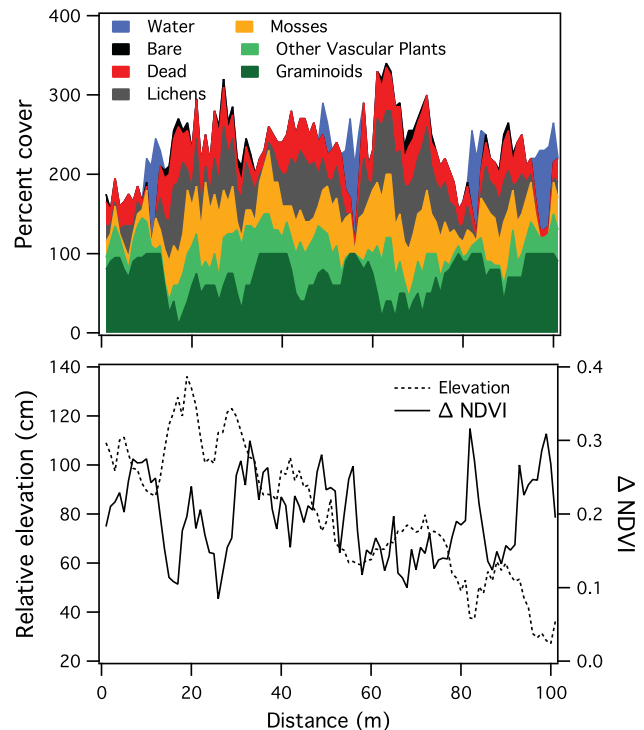 400
300
200
100
0
Percent cover
Water
Bare
Dead
Lichens
Mosses
Other Vascular Plants
Graminoids
140
120
100
80
60
40
20
Relative elevation (cm)
Elevation
Δ NDVI
0.4
0.3
0.2
0.1
0.0
Δ NDVI
0 20 40 60 80 100
Distance (m)